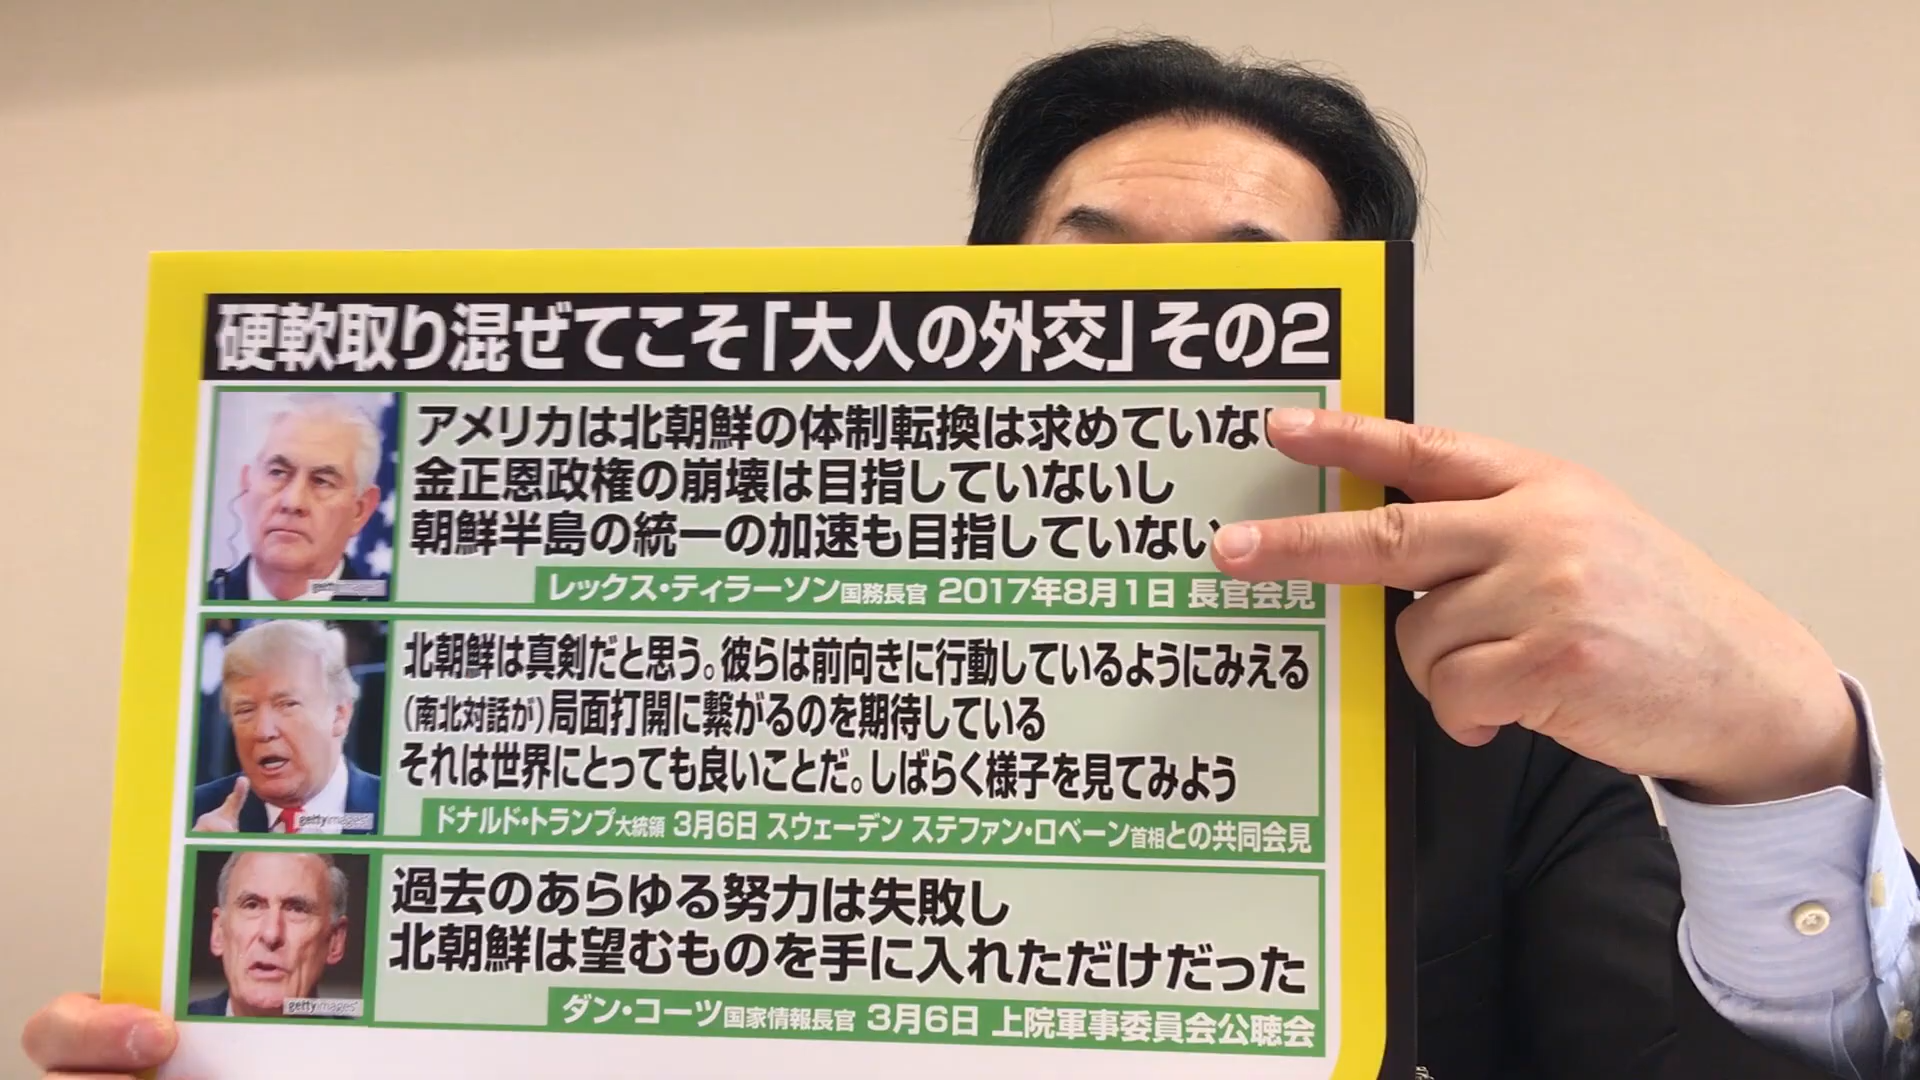 硬軟取り混ぜてこそ「大人の外交」その2
アメリカは北朝鮮の体制転換は求めていない
金正恩政権の崩壊は目指していないし
朝鮮半島の統一の加速も目指していない
レックス・ティラーソン国務長官 2017年8月1日 長官会見
gettyimages
北朝鮮は真剣だと思う。彼らは前向きに行動しているようにみえる
(南北対話が)局面打開に繋がるのを期待している
それは世界にとっても良いことだ。しばらく様子を見てみよう
gettyimages
ドナルド・トランプ大統領 3月6日 スウェーデン ステファン・ロベーン首相との共同会見
過去のあらゆる努力は失敗し
北朝鮮は望むものを手に入れただけだった
gettyimages
ダン・コーツ国家情報長官 3月6日 上院軍事委員会公聴会